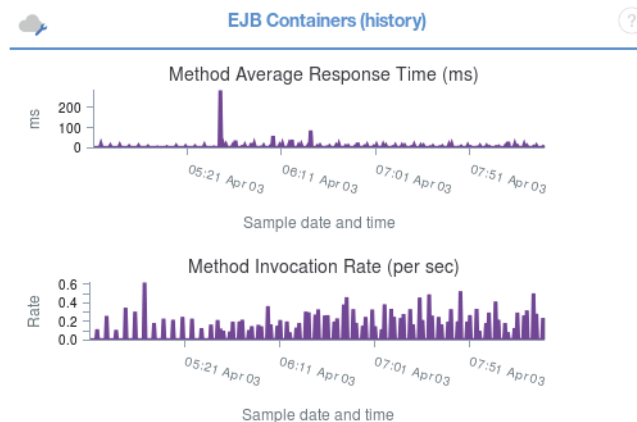 EJB Containers (history)
?
Method Average Response Time (ms)
ms
200
100
0
05:21 Apr 03
06:11 Apr 03
07:01 Apr 03
07:51 Apr 03
Sample date and time
Method Invocation Rate (per sec)
Rate
0.6
0.4
0.2
0.0
05:21 Apr 03
06:11 Apr 03
07:01 Apr 03
07:51 Apr 03
Sample date and time